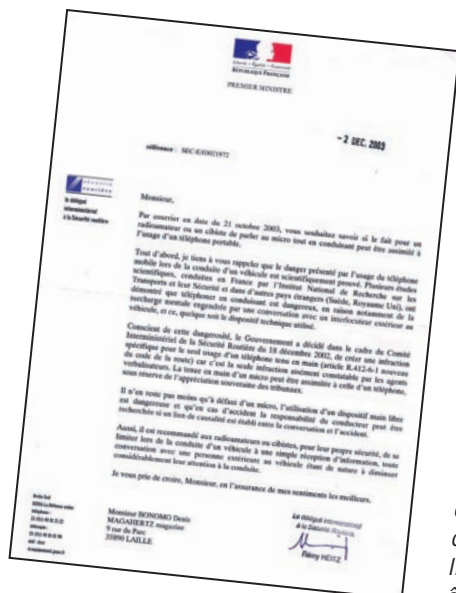 Liberté • Égalité • Fraternité
RÉPUBLIQUE FRANÇAISE
PREMIER MINISTRE
- 2 DEC. 2003
référence :
sécurité
routière
le délégué
interministériel
à la Sécurité routière
Monsieur,
Par courrier en date du 21 octobre 2003, vous souhaitez savoir si le fait pour un
radioamateur ou un cibiste de parler au micro tout en conduisant peut être assimilé à
l'usage d'un téléphone portable.
Tout d'abord, je tiens à vous rappeler que le danger présenté par l'usage du téléphone
mobile lors de la conduite d'un véhicule est scientifiquement prouvé. Plusieurs études
scientifiques, conduites en France par l'Institut National de Recherche sur les
Transports et leur Sécurité et dans d'autres pays étrangers (Suède, Royaume Uni), ont
démontré que téléphoner en conduisant est dangereux, en raison notamment de la
surcharge mentale engendrée par une conversation avec un interlocuteur extérieur au
véhicule, et ce, quelque soit le dispositif technique utilisé.
Conscient de cette dangerosité, le Gouvernement a décidé dans le cadre du Comité
Interministériel de la Sécurité Routière du 18 décembre 2002, de créer une infraction
spécifique pour le seul usage d'un téléphone tenu en main (article R.412-6-1 nouveau
du code de la route) car c'est la seule infraction aisément constatable par les agents
verbalisateurs. La tenue en main d'un micro peut être assimilée à celle d'un téléphone,
sous réserve de l'appréciation souveraine des tribunaux.
Il n'en reste pas moins qu'à défaut d'un micro, l'utilisation d'un dispositif main libre
est dangereuse et qu'en cas d'accident la responsabilité du conducteur peut être
recherchée si un lien de causalité est établi entre la conversation et l'accident.
Aussi, il est recommandé aux radioamateurs ou cibistes, pour leur propre sécurité, de se
limiter lors de la conduite d'un véhicule à une simple réception d'information, toute
conversation avec une personne extérieure au véhicule étant de nature à diminuer
considérablement leur attention à la conduite.
Je vous prie de croire, Monsieur, en l'assurance de mes sentiments les meilleurs.
Monsieur BONOMO Denis
MAGAHERTZ magazine
9 rue du Parc
35890 LAILLE
Le délégué interministériel
à la Sécurité Routière
Rémy HEITZ